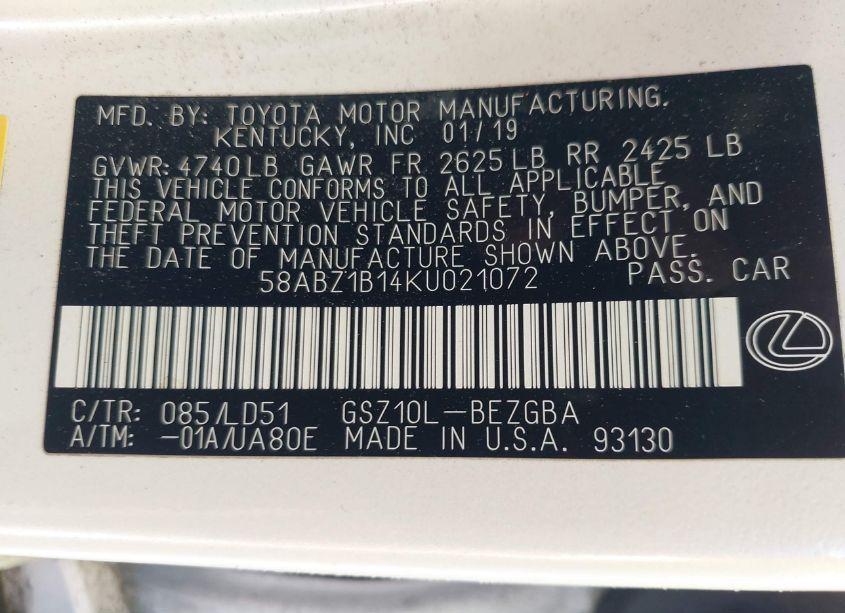 MFD. BY: TOYOTA MOTOR MANUFACTURING.
KENTUCKY, INC 01/19
GVWR: 4740LB GAWR FR 2625LB RR 2425 LB
THIS VEHICLE CONFORMS TO ALL APPLICABLE
FEDERAL MOTOR VEHICLE SAFETY, BUMPER, AND
THEFT PREVENTION STANDARDS IN EFFECT ON
THE DATE OF MANUFACTURE SHOWN ABOVE.
58ABZ1B14KU021072 PASS. CAR
C/TR: 085/LD51 GSZ10L-BEZGBA
A/TM: -01A/UA80E MADE IN U.S.A. 93130